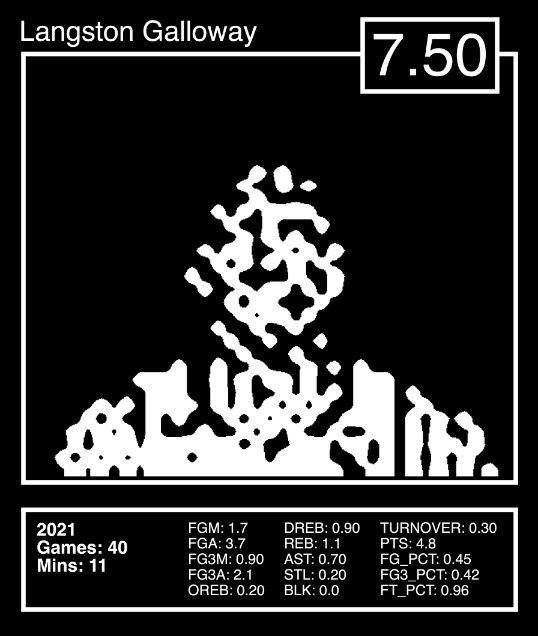 Langston Galloway
7.50
2021
Games: 40
Mins: 11
FGM: 1.7
FGA: 3.7
FG3M: 0.90
FG3A: 2.1
OREB: 0.20
DREB: 0.90
REB: 1.1
AST: 0.70
STL: 0.20
BLK: 0.0
TURNOVER: 0.30
PTS: 4.8
FG_PCT: 0.45
FG3_PCT: 0.42
FT_PCT: 0.96